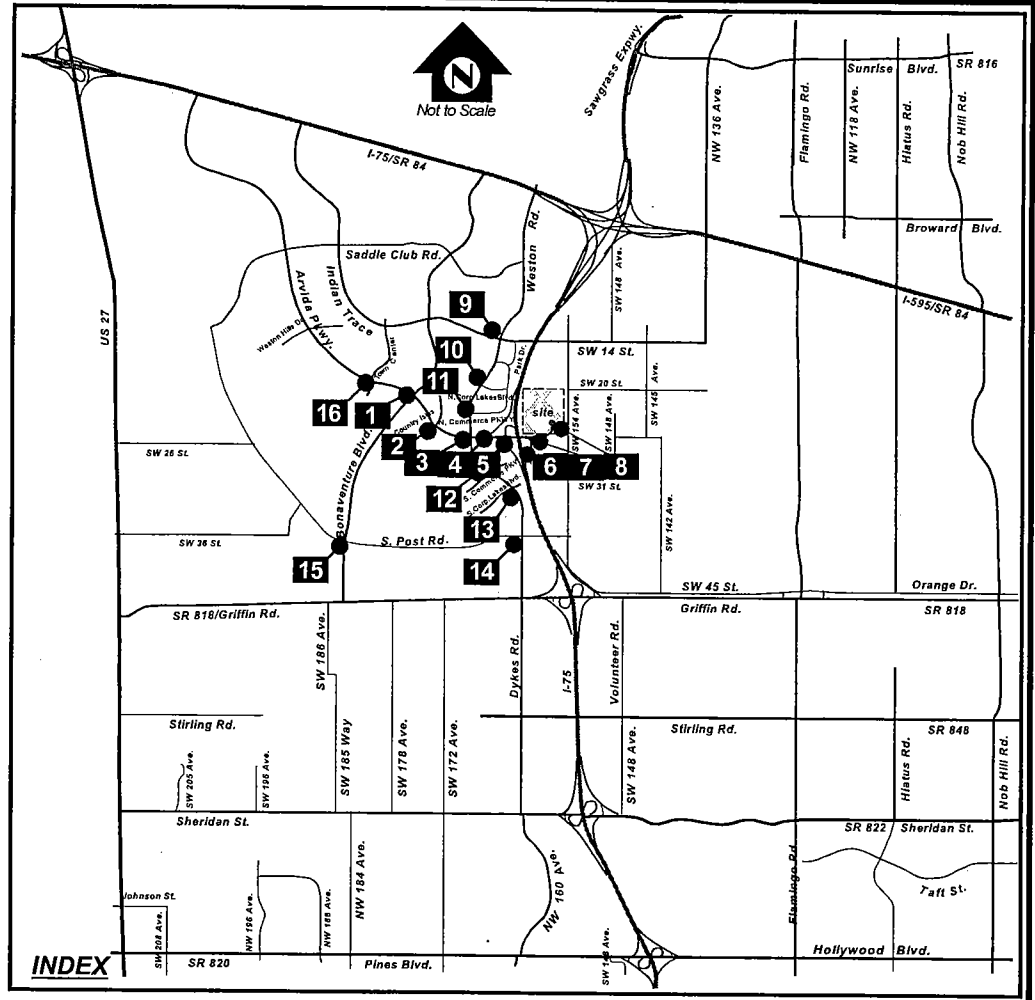 Sawgrass Expwy.
Sunrise Blvd.
SR 816
N
Not to Scale
NW 136 Ave.
Flamingo Rd.
NW 118 Ave.
Hiatus Rd.
Nob Hill Rd.
I-75/SR 84
Weston Rd.
Broward Blvd.
Saddle Club Rd.
SW 148 Ave.
I-595/SR 84
Indian Trace
Arvida Pkwy.
US 27
9
Weston Hills Dr.
Town Center
Park Dr.
SW 14 St.
10
11
SW 20 St.
SW 145 Ave.
N. Corp Lakes Blvd.
16
1
site
SW 154 Ave.
SW 148 Ave.
Country Isles
N. Commerce Pkwy
2
3
4
5
6
7
8
Bonaventure Blvd.
SW 26 St.
S. Commerce Pkwy
12
SW 31 St.
S. Corp Lakes Blvd.
13
SW 142 Ave.
SW 36 St.
S. Post Rd.
15
14
SW 45 St.
Orange Dr.
SR 818/Griffin Rd.
Griffin Rd.
SR 818
SW 186 Ave.
Dykes Rd.
I-75
Volunteer Rd.
Stirling Rd.
Stirling Rd.
SR 848
SW 205 Ave.
SW 196 Ave.
SW 185 Way
SW 178 Ave.
SW 172 Ave.
SW 148 Ave.
Hiatus Rd.
Nob Hill Rd.
Sheridan St.
SR 822
Sheridan St.
NW 184 Ave.
NW 160 Ave.
Flamingo Rd.
Taft St.
Johnson St.
SW 208 Ave.
NW 196 Ave.
NW 188 Ave.
SW 145 Ave.
Hollywood Blvd.
INDEX
SR 820
Pines Blvd.